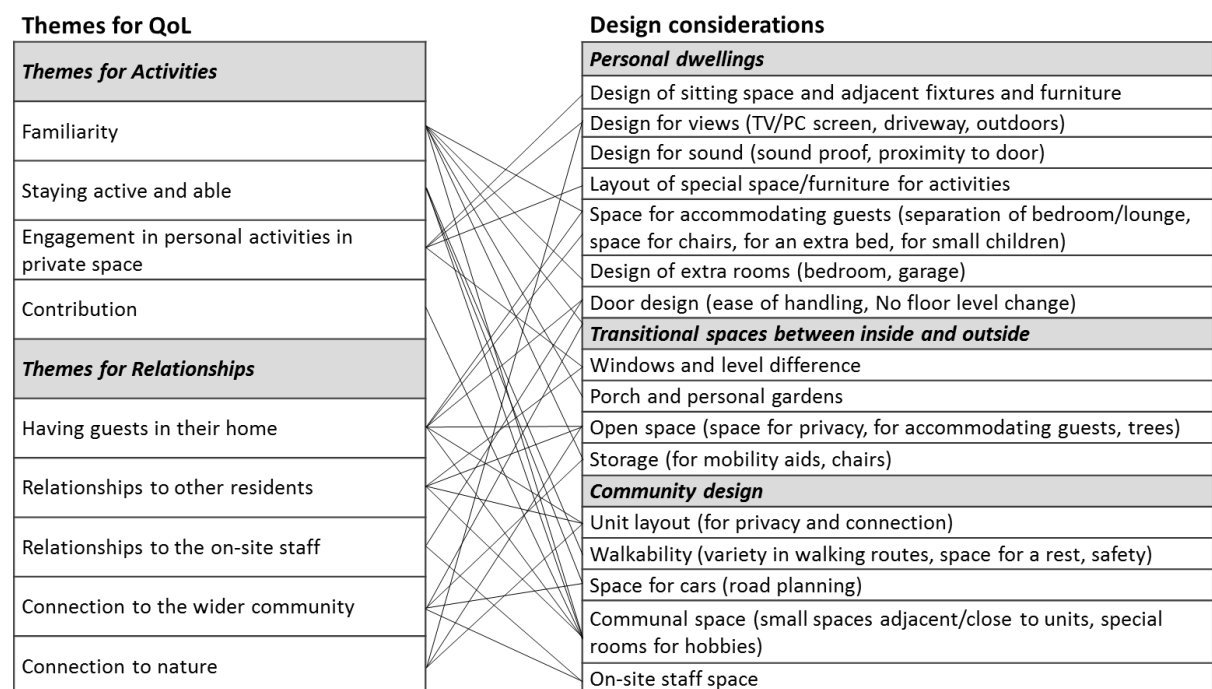 Themes for QoL
Themes for Activities
Familiarity
Staying active and able
Engagement in personal activities in
private space
Contribution
Themes for Relationships
Having guests in their home
Relationships to other residents
Relationships to the on-site staff
Connection to the wider community
Connection to nature
Design considerations
Personal dwellings
Design of sitting space and adjacent fixtures and furniture
Design for views (TV/PC screen, driveway, outdoors)
Design for sound (sound proof, proximity to door)
Layout of special space/furniture for activities
Space for accommodating guests (separation of bedroom/lounge,
space for chairs, for an extra bed, for small children)
Design of extra rooms (bedroom, garage)
Door design (ease of handling, No floor level change)
Transitional spaces between inside and outside
Windows and level difference
Porch and personal gardens
Open space (space for privacy, for accommodating guests, trees)
Storage (for mobility aids, chairs)
Community design
Unit layout (for privacy and connection)
Walkability (variety in walking routes, space for a rest, safety)
Space for cars (road planning)
Communal space (small spaces adjacent/close to units, special
rooms for hobbies)
On-site staff space